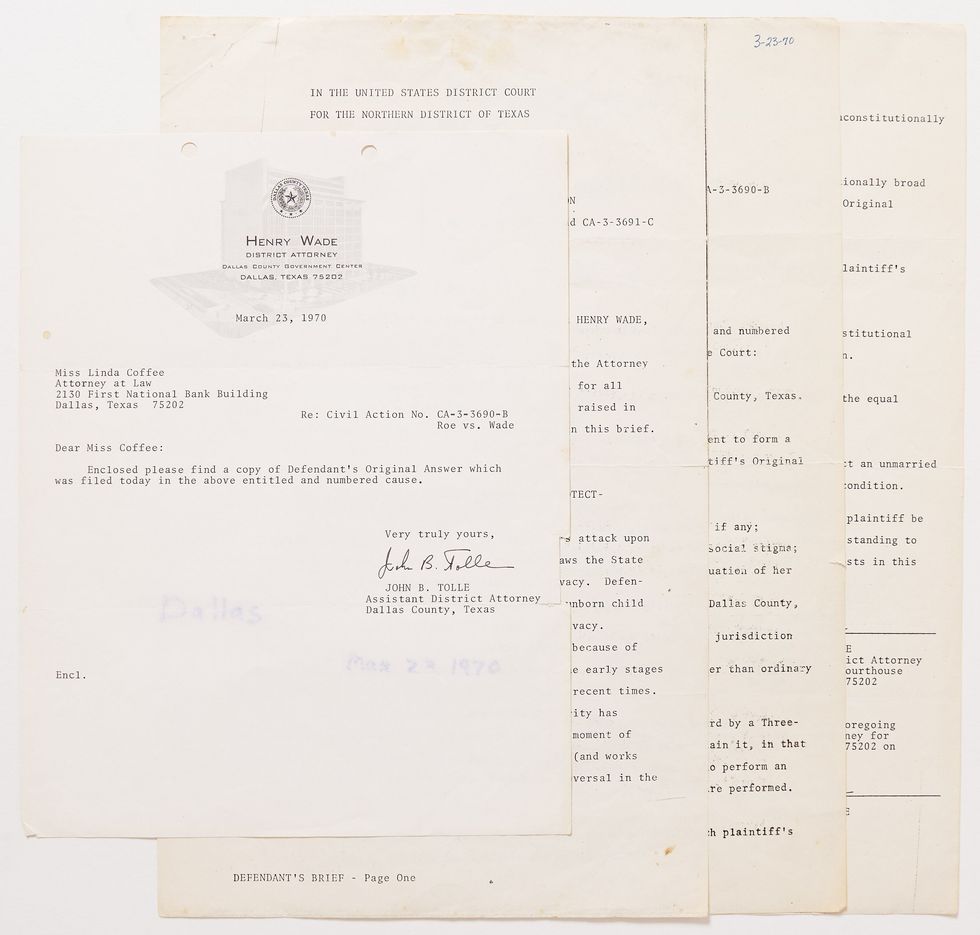 HENRY WADE
DISTRICT ATTORNEY
DALLAS COUNTY GOVERNMENT CENTER
DALLAS, TEXAS 75202
March 23, 1970
Miss Linda Coffee
Attorney at Law
2130 First National Bank Building
Dallas, Texas  75202
Re: Civil Action No. CA-3-3690-B
Roe vs. Wade
Dear Miss Coffee:
Enclosed please find a copy of Defendant's Original Answer which
was filed today in the above entitled and numbered cause.
Very truly yours,
John B. Tolle
JOHN B. TOLLE
Assistant District Attorney
Dallas County, Texas
Dallas
Mar 23 1970
Encl.
IN THE UNITED STATES DISTRICT COURT
FOR THE NORTHERN DISTRICT OF TEXAS
ON
d CA-3-3691-C
HENRY WADE,
the Attorney
for all
raised in
n this brief.
TECT-
s attack upon
aws the State
vacy.  Defen-
unborn child
vacy.
because of
e early stages
recent times.
ity has
moment of
(and works
versal in the
DEFENDANT'S BRIEF - Page One
3-23-70
A-3-3690-B
and numbered
e Court:
County, Texas.
ent to form a
tiff's Original
if any;
social stigma;
uation of her
Dallas County,
jurisdiction
er than ordinary
rd by a Three-
ain it, in that
o perform an
re performed.
ch plaintiff's
nconstitutionally
ionally broad
Original
laintiff's
stitutional
n.
the equal
ct an unmarried
condition.
plaintiff be
standing to
sts in this
E
ict Attorney
ourthouse
75202
oregoing
ney for
75202 on
E